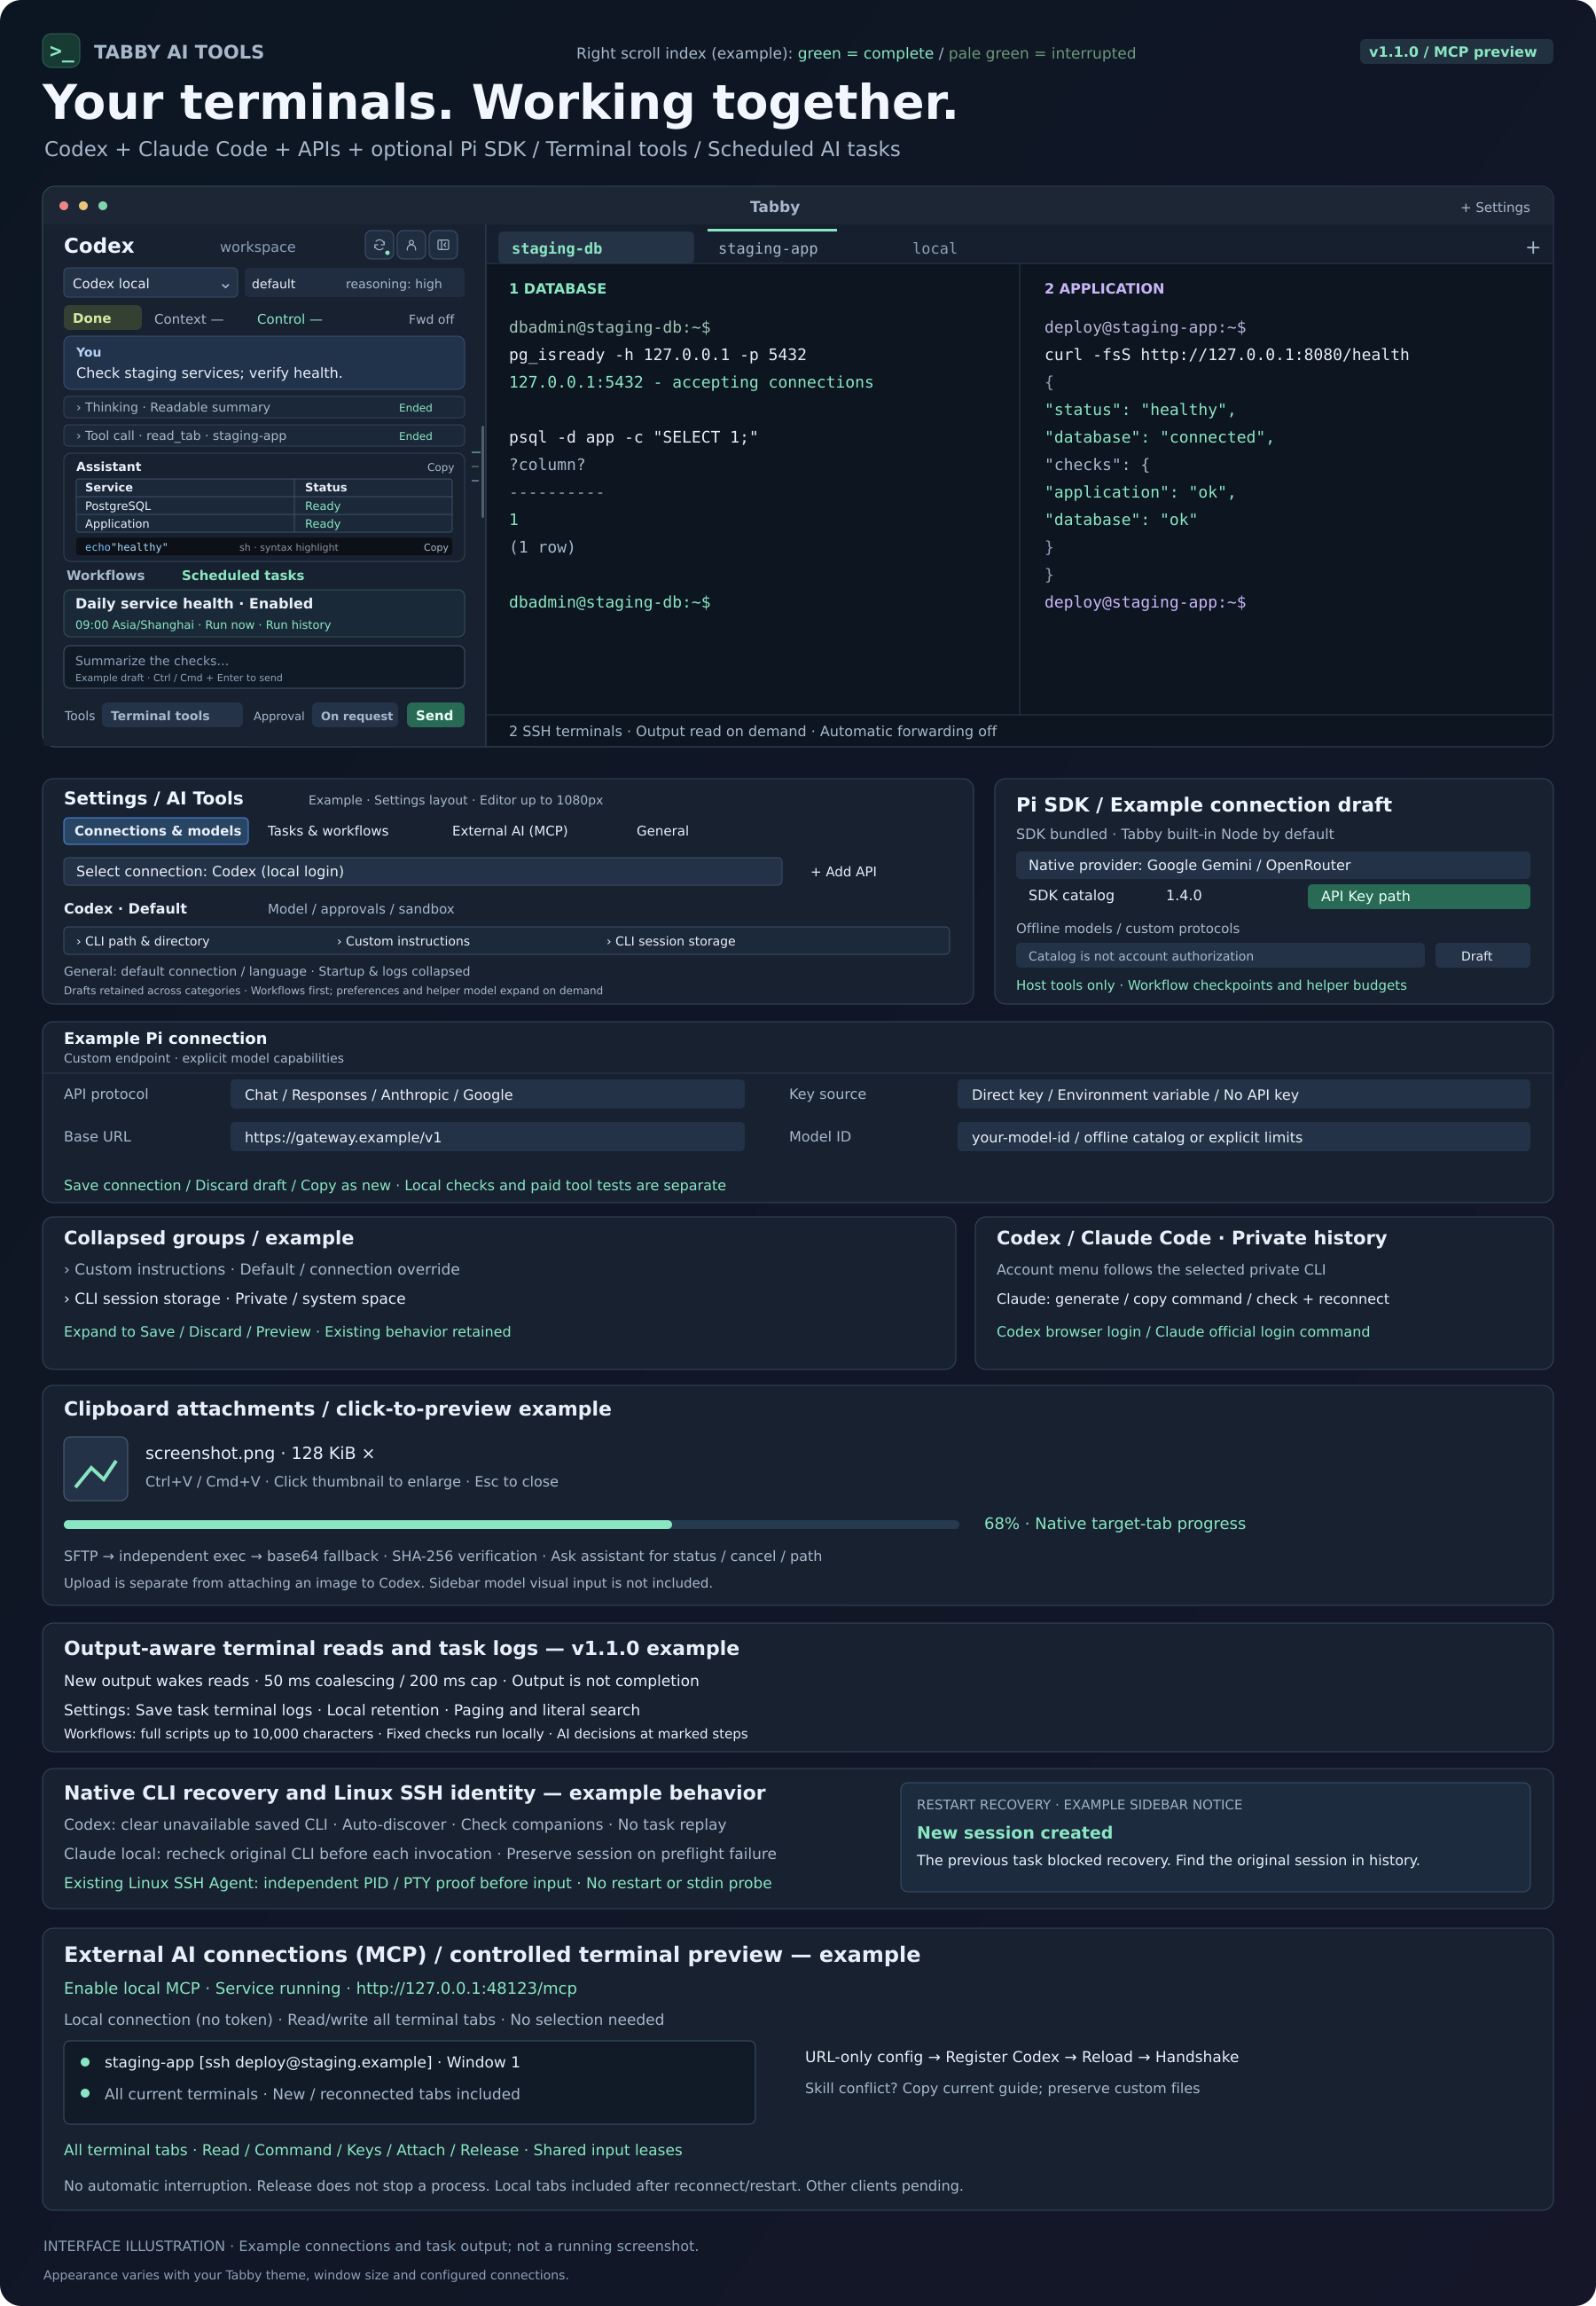 >_ TABBY AI TOOLS
Right scroll index (example): green = complete / pale green = interrupted
v1.1.0 / MCP preview
Your terminals. Working together.
Codex + Claude Code + APIs + optional Pi SDK / Terminal tools / Scheduled AI tasks
Tabby
+ Settings
Codex
workspace
Codex local
default
reasoning: high
Done
Context —
Control —
Fwd off
You
Check staging services; verify health.
› Thinking · Readable summary
Ended
› Tool call · read_tab · staging-app
Ended
Assistant
Copy
Service Status
PostgreSQL Ready
Application Ready
echo"healthy"
sh · syntax highlight
Copy
Workflows
Scheduled tasks
Daily service health · Enabled
09:00 Asia/Shanghai · Run now · Run history
Summarize the checks…
Example draft · Ctrl / Cmd + Enter to send
Tools
Terminal tools
Approval
On request
Send
staging-db
staging-app
local
+
1 DATABASE
dbadmin@staging-db:~$
pg_isready -h 127.0.0.1 -p 5432
127.0.0.1:5432 - accepting connections
psql -d app -c "SELECT 1;"
?column?
----------
1
(1 row)
dbadmin@staging-db:~$
2 APPLICATION
deploy@staging-app:~$
curl -fsS http://127.0.0.1:8080/health
{
"status": "healthy",
"database": "connected",
"checks": {
"application": "ok",
"database": "ok"
}
}
deploy@staging-app:~$
2 SSH terminals · Output read on demand · Automatic forwarding off
Settings / AI Tools
Example · Settings layout · Editor up to 1080px
Connections & models
Tasks & workflows
External AI (MCP)
General
Select connection: Codex (local login)
+ Add API
Codex · Default
Model / approvals / sandbox
› CLI path & directory
› Custom instructions
› CLI session storage
General: default connection / language · Startup & logs collapsed
Drafts retained across categories · Workflows first; preferences and helper model expand on demand
Pi SDK / Example connection draft
SDK bundled · Tabby built-in Node by default
Native provider: Google Gemini / OpenRouter
SDK catalog
1.4.0
API Key path
Offline models / custom protocols
Catalog is not account authorization
Draft
Host tools only · Workflow checkpoints and helper budgets
Example Pi connection
Custom endpoint · explicit model capabilities
API protocol
Chat / Responses / Anthropic / Google
Key source
Direct key / Environment variable / No API key
Base URL
https://gateway.example/v1
Model ID
your-model-id / offline catalog or explicit limits
Save connection / Discard draft / Copy as new · Local checks and paid tool tests are separate
Collapsed groups / example
› Custom instructions · Default / connection override
› CLI session storage · Private / system space
Expand to Save / Discard / Preview · Existing behavior retained
Codex / Claude Code · Private history
Account menu follows the selected private CLI
Claude: generate / copy command / check + reconnect
Codex browser login / Claude official login command
Clipboard attachments / click-to-preview example
screenshot.png · 128 KiB ×
Ctrl+V / Cmd+V · Click thumbnail to enlarge · Esc to close
68% · Native target-tab progress
SFTP → independent exec → base64 fallback · SHA-256 verification · Ask assistant for status / cancel / path
Upload is separate from attaching an image to Codex. Sidebar model visual input is not included.
Output-aware terminal reads and task logs — v1.1.0 example
New output wakes reads · 50 ms coalescing / 200 ms cap · Output is not completion
Settings: Save task terminal logs · Local retention · Paging and literal search
Workflows: full scripts up to 10,000 characters · Fixed checks run locally · AI decisions at marked steps
Native CLI recovery and Linux SSH identity — example behavior
Codex: clear unavailable saved CLI · Auto-discover · Check companions · No task replay
Claude local: recheck original CLI before each invocation · Preserve session on preflight failure
Existing Linux SSH Agent: independent PID / PTY proof before input · No restart or stdin probe
RESTART RECOVERY · EXAMPLE SIDEBAR NOTICE
New session created
The previous task blocked recovery. Find the original session in history.
External AI connections (MCP) / controlled terminal preview — example
Enable local MCP · Service running · http://127.0.0.1:48123/mcp
Local connection (no token) · Read/write all terminal tabs · No selection needed
staging-app [ssh deploy@staging.example] · Window 1
All current terminals · New / reconnected tabs included
URL-only config → Register Codex → Reload → Handshake
Skill conflict? Copy current guide; preserve custom files
All terminal tabs · Read / Command / Keys / Attach / Release · Shared input leases
No automatic interruption. Release does not stop a process. Local tabs included after reconnect/restart. Other clients pending.
INTERFACE ILLUSTRATION · Example connections and task output; not a running screenshot.
Appearance varies with your Tabby theme, window size and configured connections.